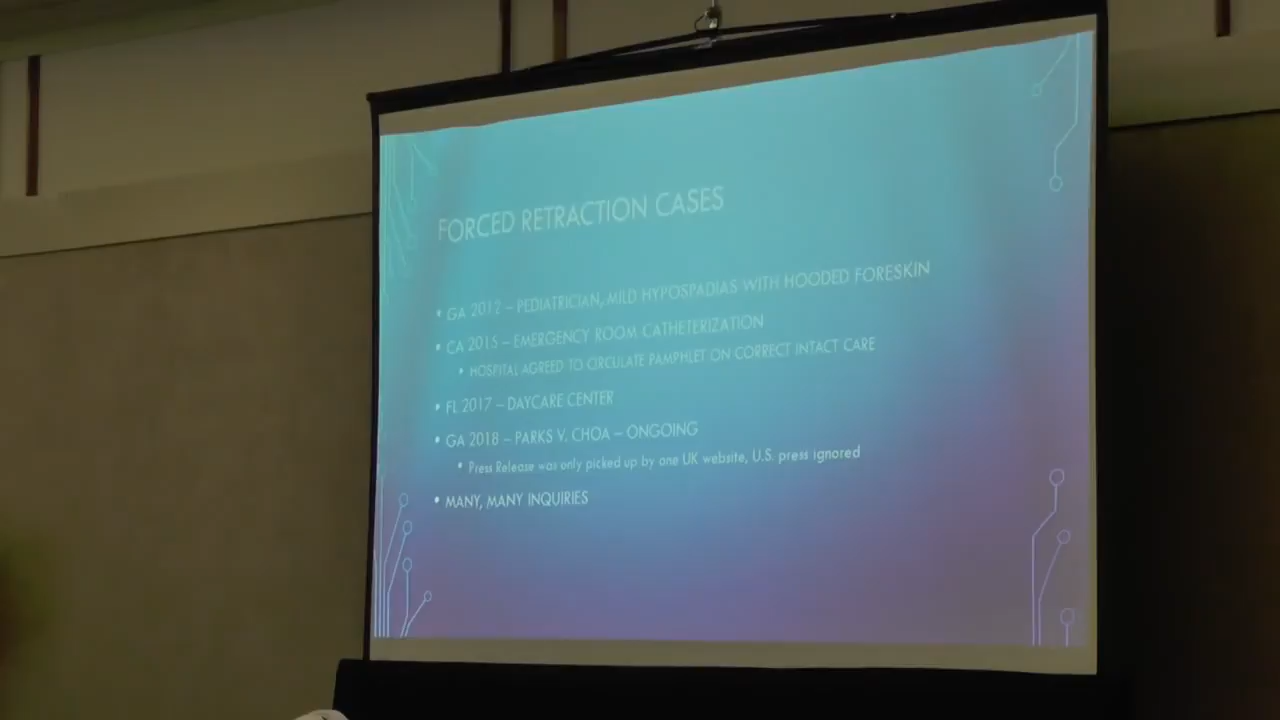 FORCED RETRACTION CASES
• GA 2012 – PEDIATRICIAN, MILD HYPOSPADIAS WITH HOODED FORESKIN
• CA 2015 – EMERGENCY ROOM CATHETERIZATION
• HOSPITAL AGREED TO CIRCULATE PAMPHLET ON CORRECT INTACT CARE
• FL 2017 – DAYCARE CENTER
• GA 2018 – PARKS V. CHOA – ONGOING
• Press Release was only picked up by one UK website, U.S. press ignored
• MANY, MANY INQUIRIES